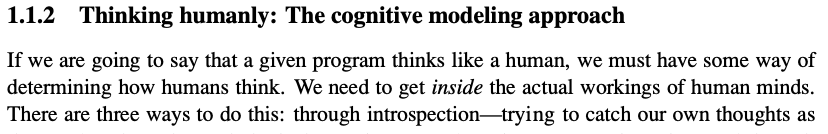 1.1.2 Thinking humanly: The cognitive modeling approach
If we are going to say that a given program thinks like a human, we must have some way of
determining how humans think. We need to get inside the actual workings of human minds.
There are three ways to do this: through introspection—trying to catch our own thoughts as